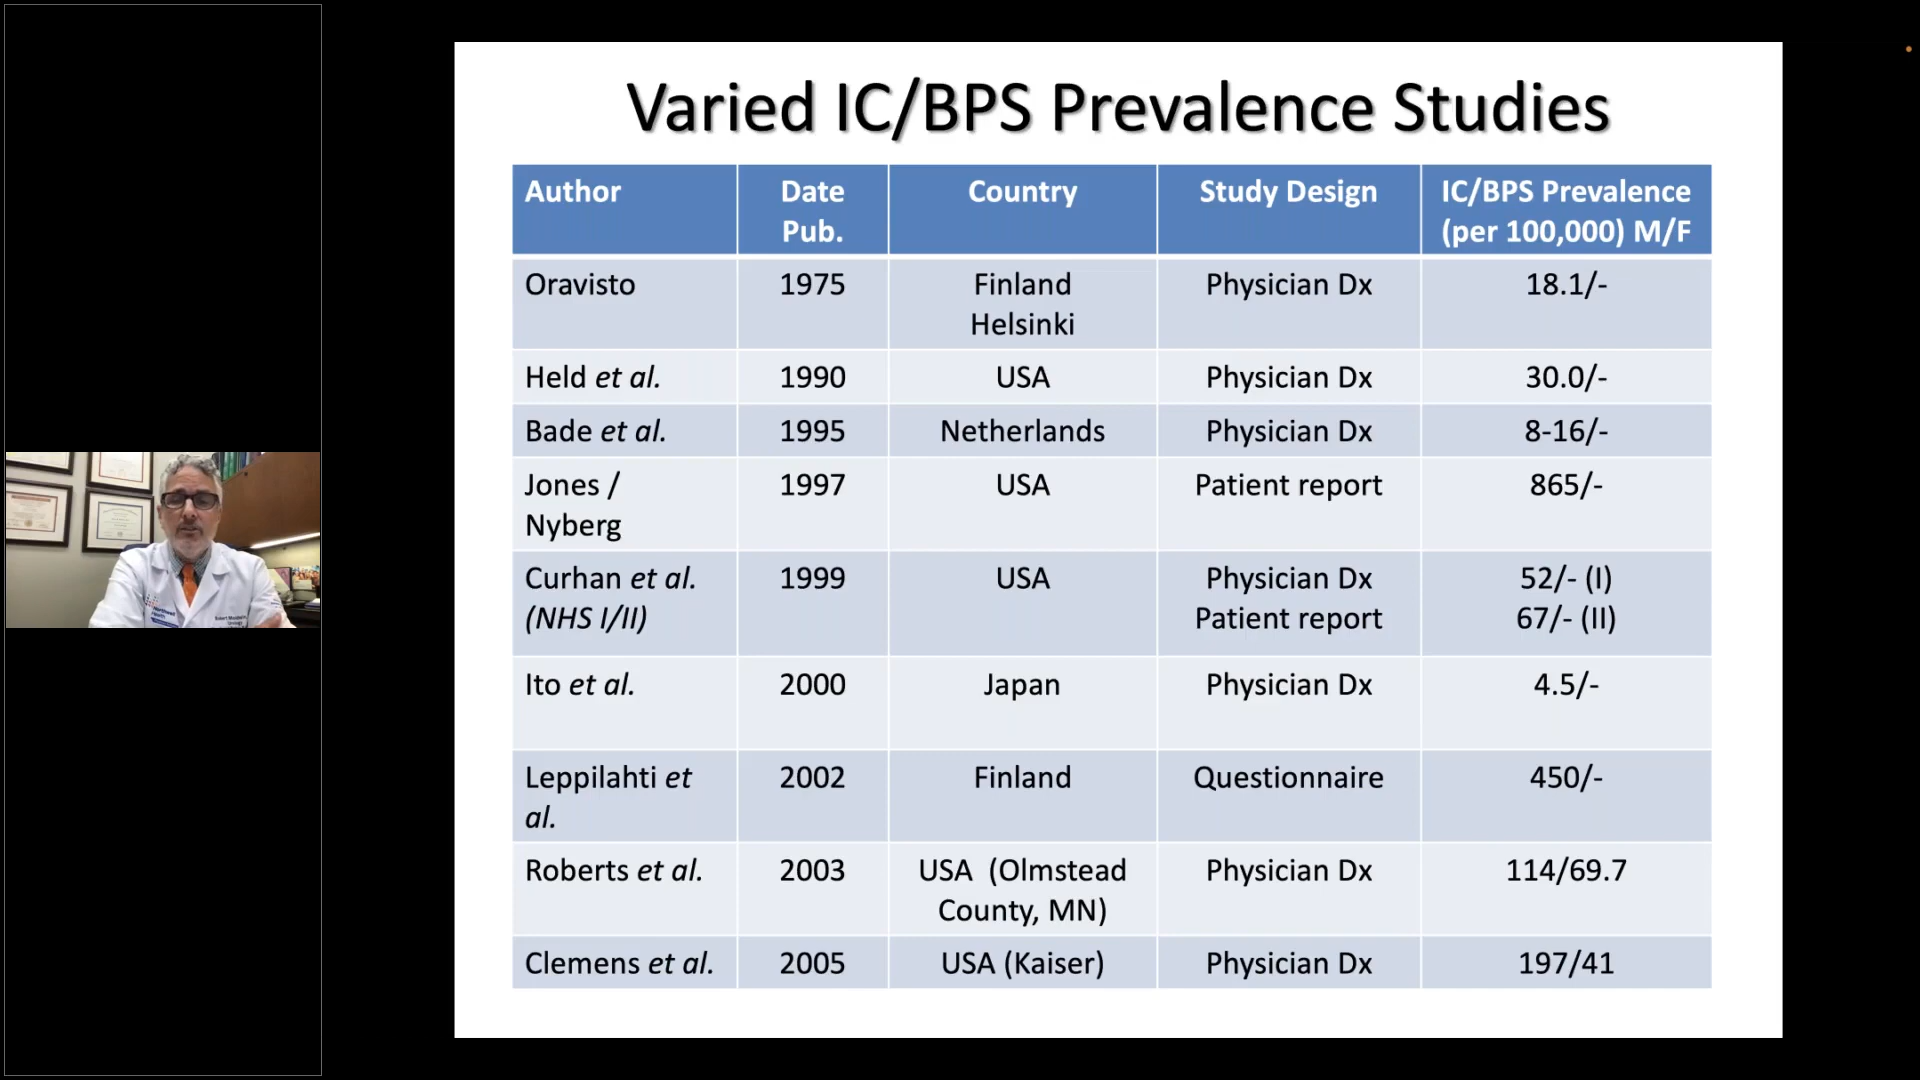 Varied IC/BPS Prevalence Studies
Author
Date
Pub.
Country
Study Design
IC/BPS Prevalence
(per 100,000) M/F
Oravisto
1975
Finland
Helsinki
Physician Dx
18.1/-
Held et al.
1990
USA
Physician Dx
30.0/-
Bade et al.
1995
Netherlands
Physician Dx
8-16/-
Jones /
Nyberg
1997
USA
Patient report
865/-
Curhan et al.
(NHS I/II)
1999
USA
Physician Dx
Patient report
52/- (I)
67/- (II)
Ito et al.
2000
Japan
Physician Dx
4.5/-
Leppilahti et
al.
2002
Finland
Questionnaire
450/-
Roberts et al.
2003
USA (Olmstead
County, MN)
Physician Dx
114/69.7
Clemens et al.
2005
USA (Kaiser)
Physician Dx
197/41